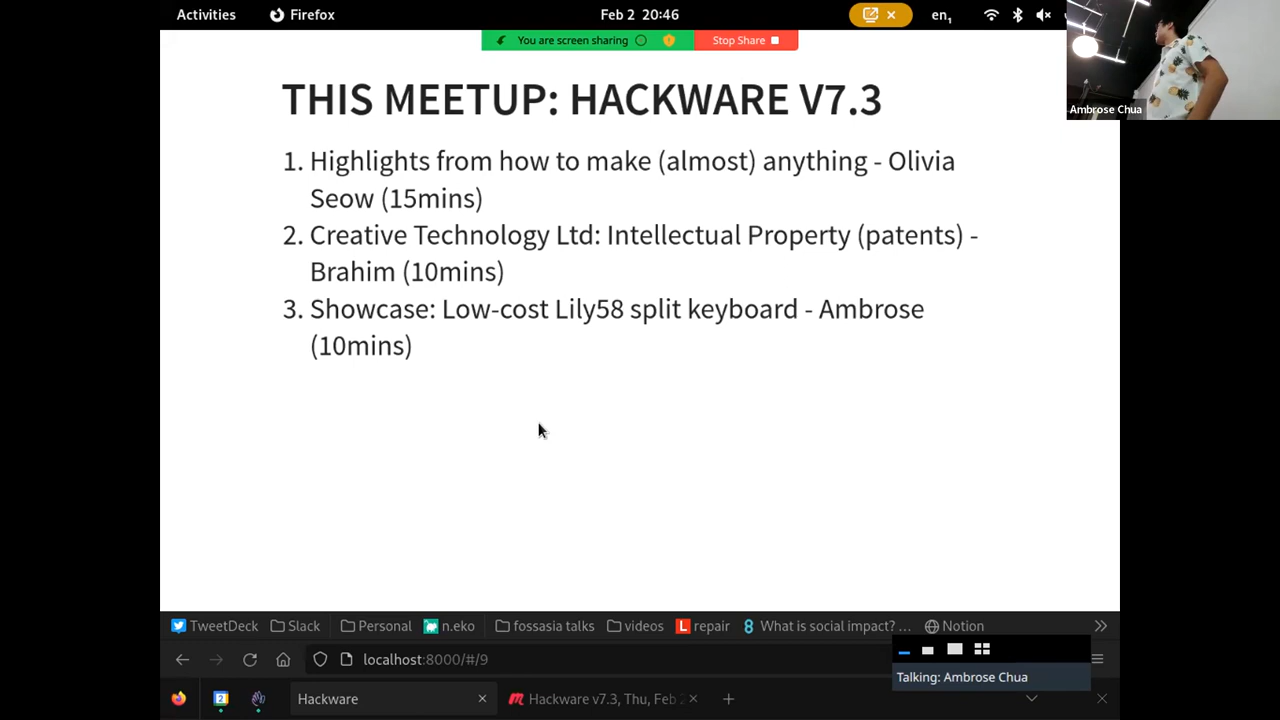 Activities
Firefox
Feb 2 20:46
en₁
You are screen sharing
Stop Share
Ambrose Chua
THIS MEETUP: HACKWARE V7.3
1. Highlights from how to make (almost) anything - Olivia
Seow (15mins)
2. Creative Technology Ltd: Intellectual Property (patents) -
Brahim (10mins)
3. Showcase: Low-cost Lily58 split keyboard - Ambrose
(10mins)
TweetDeck
Slack
Personal
n.eko
fossasia talks
videos
repair
What is social impact? ...
Notion
localhost:8000/#/9
Talking: Ambrose Chua
Hackware
Hackware v7.3, Thu, Feb